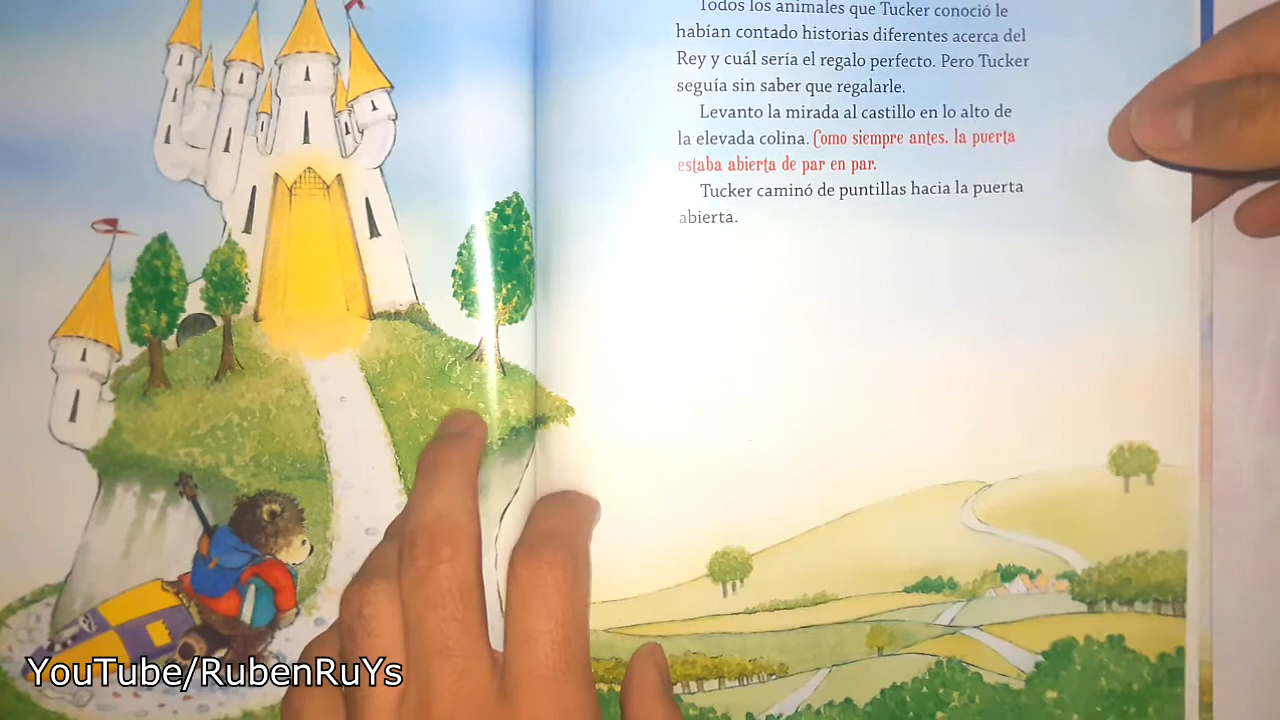 Todos los animales que Tucker conoció le
habían contado historias diferentes acerca del
Rey y cuál sería el regalo perfecto. Pero Tucker
seguía sin saber que regalarle.
Levanto la mirada al castillo en lo alto de
la elevada colina. Como siempre antes, la puerta
estaba abierta de par en par.
Tucker caminó de puntillas hacia la puerta
abierta.
YouTube/RubenRuYs